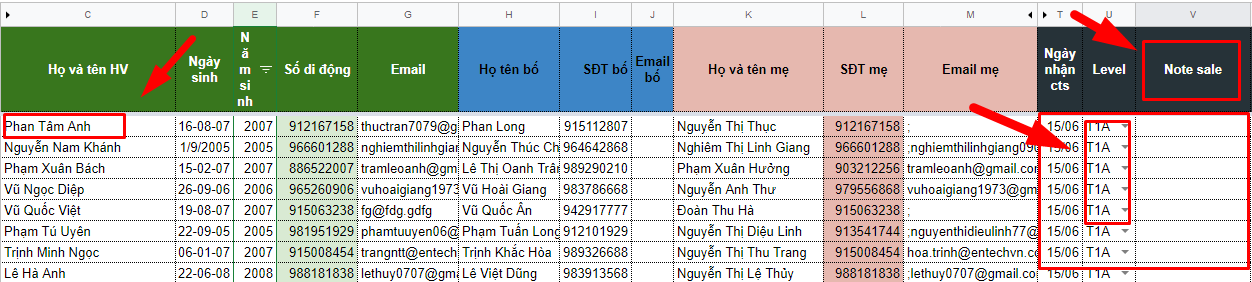 C D E F G H I J K L M T U V
Họ và tên HV Ngày sinh Năm sinh Số di động Email Họ tên bố SĐT bố Email bố Họ và tên mẹ SĐT mẹ Email mẹ Ngày nhận cts Level Note sale
Phan Tâm Anh 16-08-07 2007 912167158 thuctran7079@g Phan Long 915112807 Nguyễn Thị Thục 912167158 ; 15/06 T1A
Nguyễn Nam Khánh 1/9/2005 2005 966601288 nghiemthilinhgiang Nguyễn Thúc Ch 964642868 Nghiêm Thị Linh Giang 966601288 ;nghiemthilinhgiang090 15/06 T1A
Phạm Xuân Bách 15-02-07 2007 886522007 tramleoanh@gma Lê Thị Oanh Trâ 989290210 Phạm Xuân Hưởng 903212256 tramleoanh@gmail.com 15/06 T1A
Vũ Ngọc Diệp 26-09-06 2006 965260906 vuhoaigiang1973 Vũ Hoài Giang 983786668 Nguyễn Anh Thư 979556868 vuhoaigiang1973@gm 15/06 T1A
Vũ Quốc Việt 19-08-07 2007 915063238 fg@fdg.gdfg Vũ Quốc Ân 942917777 Đoàn Thu Hà 915063238 ; 15/06 T1A
Phạm Tú Uyên 22-09-05 2005 981951929 phamtuuyen06@ Phạm Tuấn Long 912101929 Nguyễn Thị Diệu Linh 913541744 ;nguyenthidieulinh77@ 15/06 T1A
Trịnh Minh Ngọc 06-01-07 2007 915008454 trangntt@entech Trịnh Khắc Hòa 989326688 Nguyễn Thị Thu Trang 915008454 hoa.trinh@entechvn.c 15/06 T1A
Lê Hà Anh 22-06-08 2008 988181838 lethuy0707@gma Lê Việt Dũng 983913568 Nguyễn Thị Lệ Thủy 988181838 ;lethuy0707@gmail.co 15/06 T1A